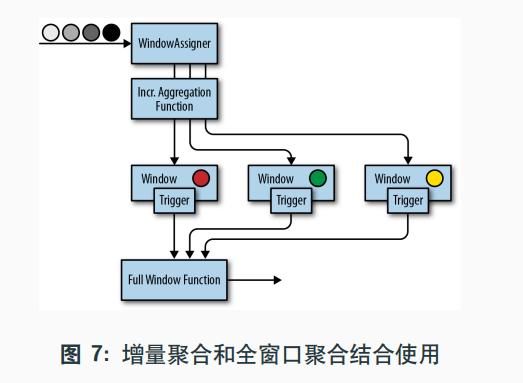 WindowAssigner
Incr. Aggregation
Function
Window
Trigger
Window
Trigger
Window
Trigger
Full Window Function
图 7: 增量聚合和全窗口聚合结合使用